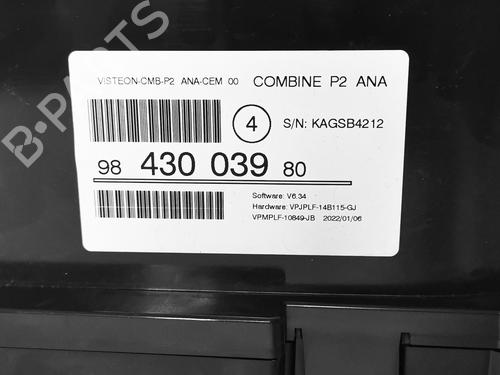 VISTEON-CMB-P2 ANA-CEM 00 COMBINE P2 ANA
4 S/N: KAGSB4212
98 430 039 80
Software: V6.34
Hardware: VPJPLF-14B115-GJ
VPMPLF-10849-JB 2022/01/06
B-PARTS